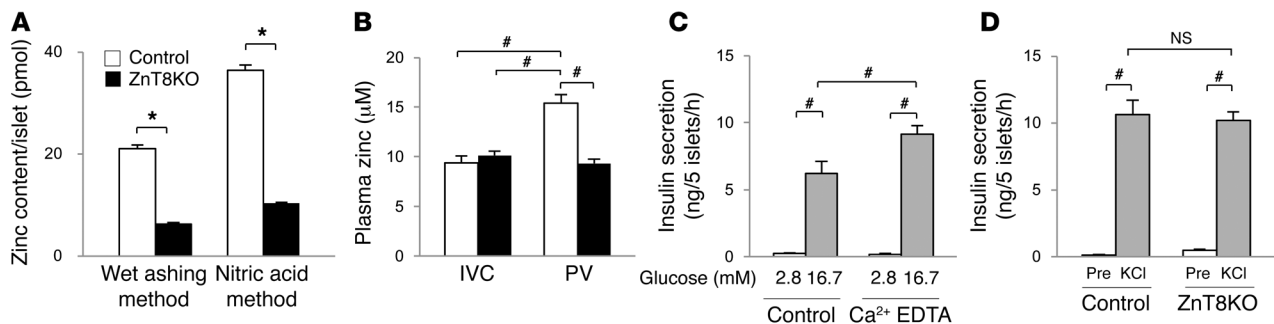 A
Zinc content/islet (pmol)
40
20
0
Control
ZnT8KO
*
*
Wet ashing
method
Nitric acid
method
B
Plasma zinc (μM)
20
15
10
5
0
#
#
#
IVC
PV
C
Insulin secretion
(ng/5 islets/h)
15
10
5
0
#
#
#
Glucose (mM)
2.8 16.7
2.8 16.7
Control
Ca²⁺ EDTA
D
Insulin secretion
(ng/5 islets/h)
15
10
5
0
NS
#
#
Pre KCl
Pre KCl
Control
ZnT8KO